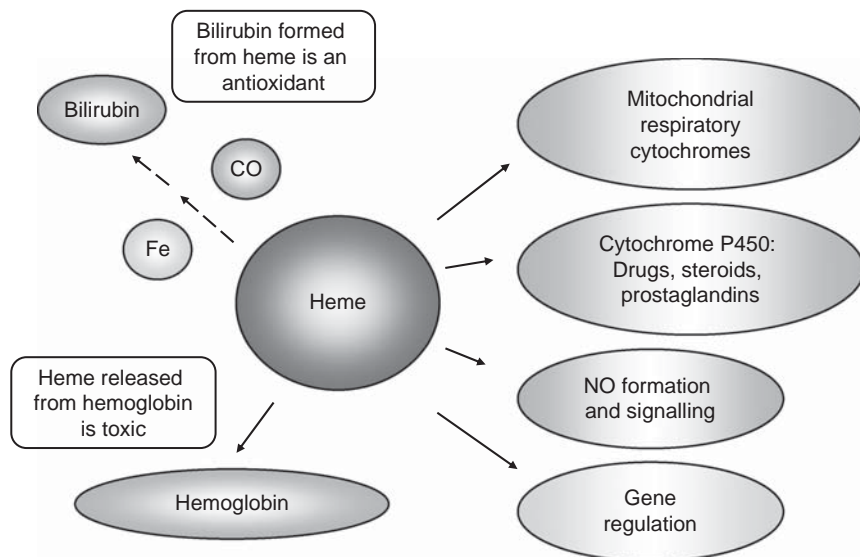 Bilirubin formed
from heme is an
antioxidant
Bilirubin
CO
Fe
Heme
Heme released
from hemoglobin
is toxic
Hemoglobin
Mitochondrial
respiratory
cytochromes
Cytochrome P450:
Drugs, steroids,
prostaglandins
NO formation
and signalling
Gene
regulation